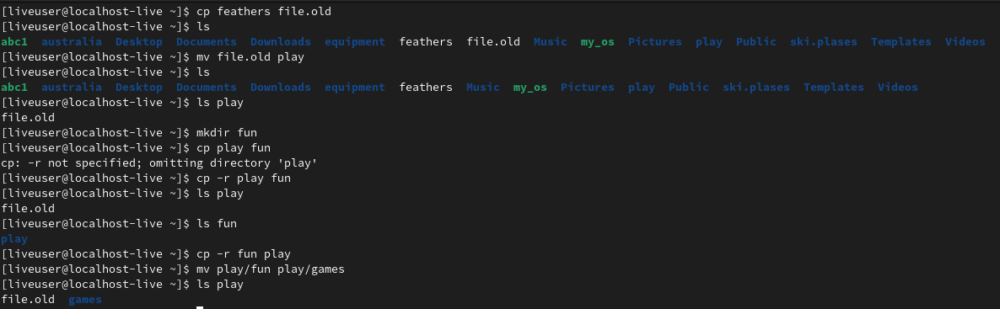 [liveuser@localhost-live ~]$ cp feathers file.old
[liveuser@localhost-live ~]$ ls
abc1  australia  Desktop  Documents  Downloads  equipment  feathers  file.old  Music  my_os  Pictures  play  Public  ski.plases  Templates  Videos
[liveuser@localhost-live ~]$ mv file.old play
[liveuser@localhost-live ~]$ ls
abc1  australia  Desktop  Documents  Downloads  equipment  feathers  Music  my_os  Pictures  play  Public  ski.plases  Templates  Videos
[liveuser@localhost-live ~]$ ls play
file.old
[liveuser@localhost-live ~]$ mkdir fun
[liveuser@localhost-live ~]$ cp play fun
cp: -r not specified; omitting directory 'play'
[liveuser@localhost-live ~]$ cp -r play fun
[liveuser@localhost-live ~]$ ls play
file.old
[liveuser@localhost-live ~]$ ls fun
play
[liveuser@localhost-live ~]$ cp -r fun play
[liveuser@localhost-live ~]$ mv play/fun play/games
[liveuser@localhost-live ~]$ ls play
file.old  games